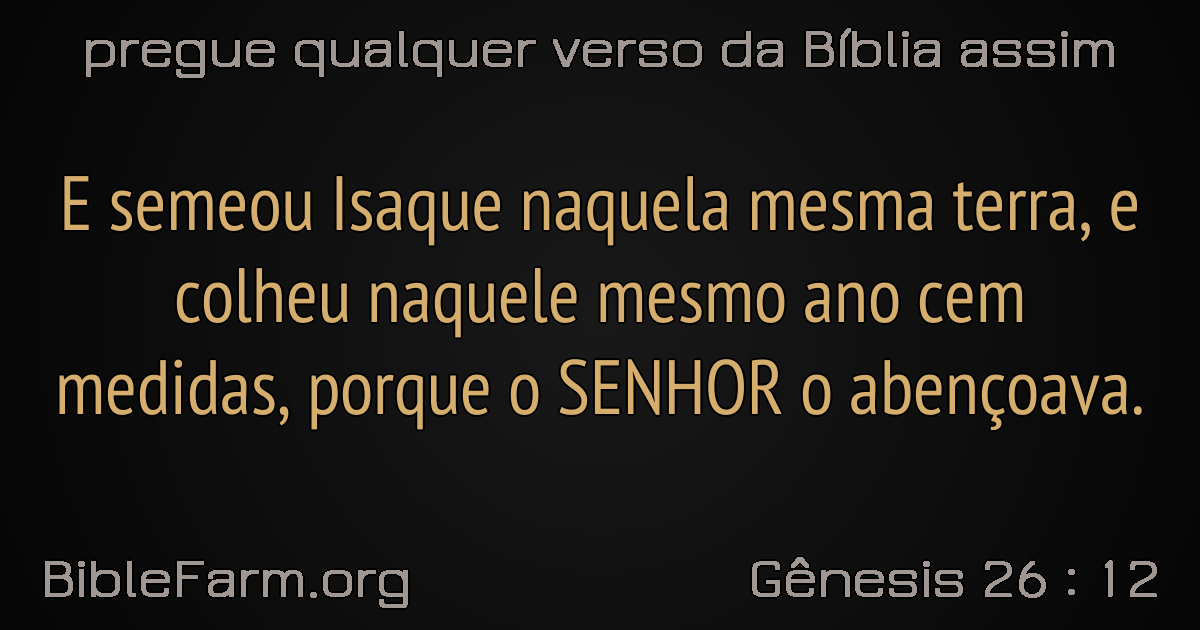 pregue qualquer verso da Bíblia assim
E semeou Isaque naquela mesma terra, e
colheu naquele mesmo ano cem
medidas, porque o SENHOR o abençoava.
BibleFarm.org
Gênesis 26 : 12